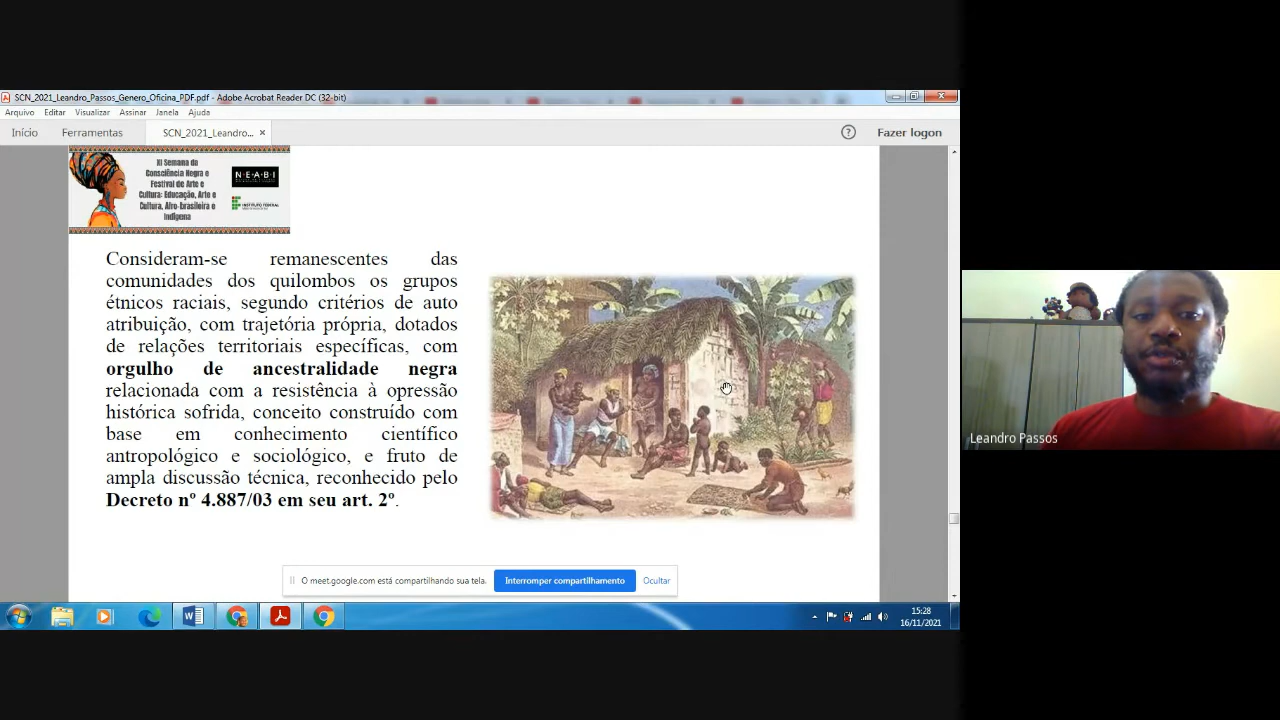 SCN_2021_Leandro_Passos_Genero_Oficina_PDF.pdf - Adobe Acrobat Reader DC (32-bit)
Arquivo Editar Visualizar Assinar Janela Ajuda
Início Ferramentas SCN_2021_Leandro... × ? Fazer logon
XI Semana da
Consciência Negra e
Festival de Arte e
Cultura: Educação, Arte e
Cultura, Afro-brasileira e
Indígena
N·E·A·B·I
INSTITUTO FEDERAL
Consideram-se remanescentes das
comunidades dos quilombos os grupos
étnicos raciais, segundo critérios de auto
atribuição, com trajetória própria, dotados
de relações territoriais específicas, com
orgulho de ancestralidade negra
relacionada com a resistência à opressão
histórica sofrida, conceito construído com
base em conhecimento científico
antropológico e sociológico, e fruto de
ampla discussão técnica, reconhecido pelo
Decreto nº 4.887/03 em seu art. 2º.
Leandro Passos
O meet.google.com está compartilhando sua tela. Interromper compartilhamento Ocultar
15:28
16/11/2021